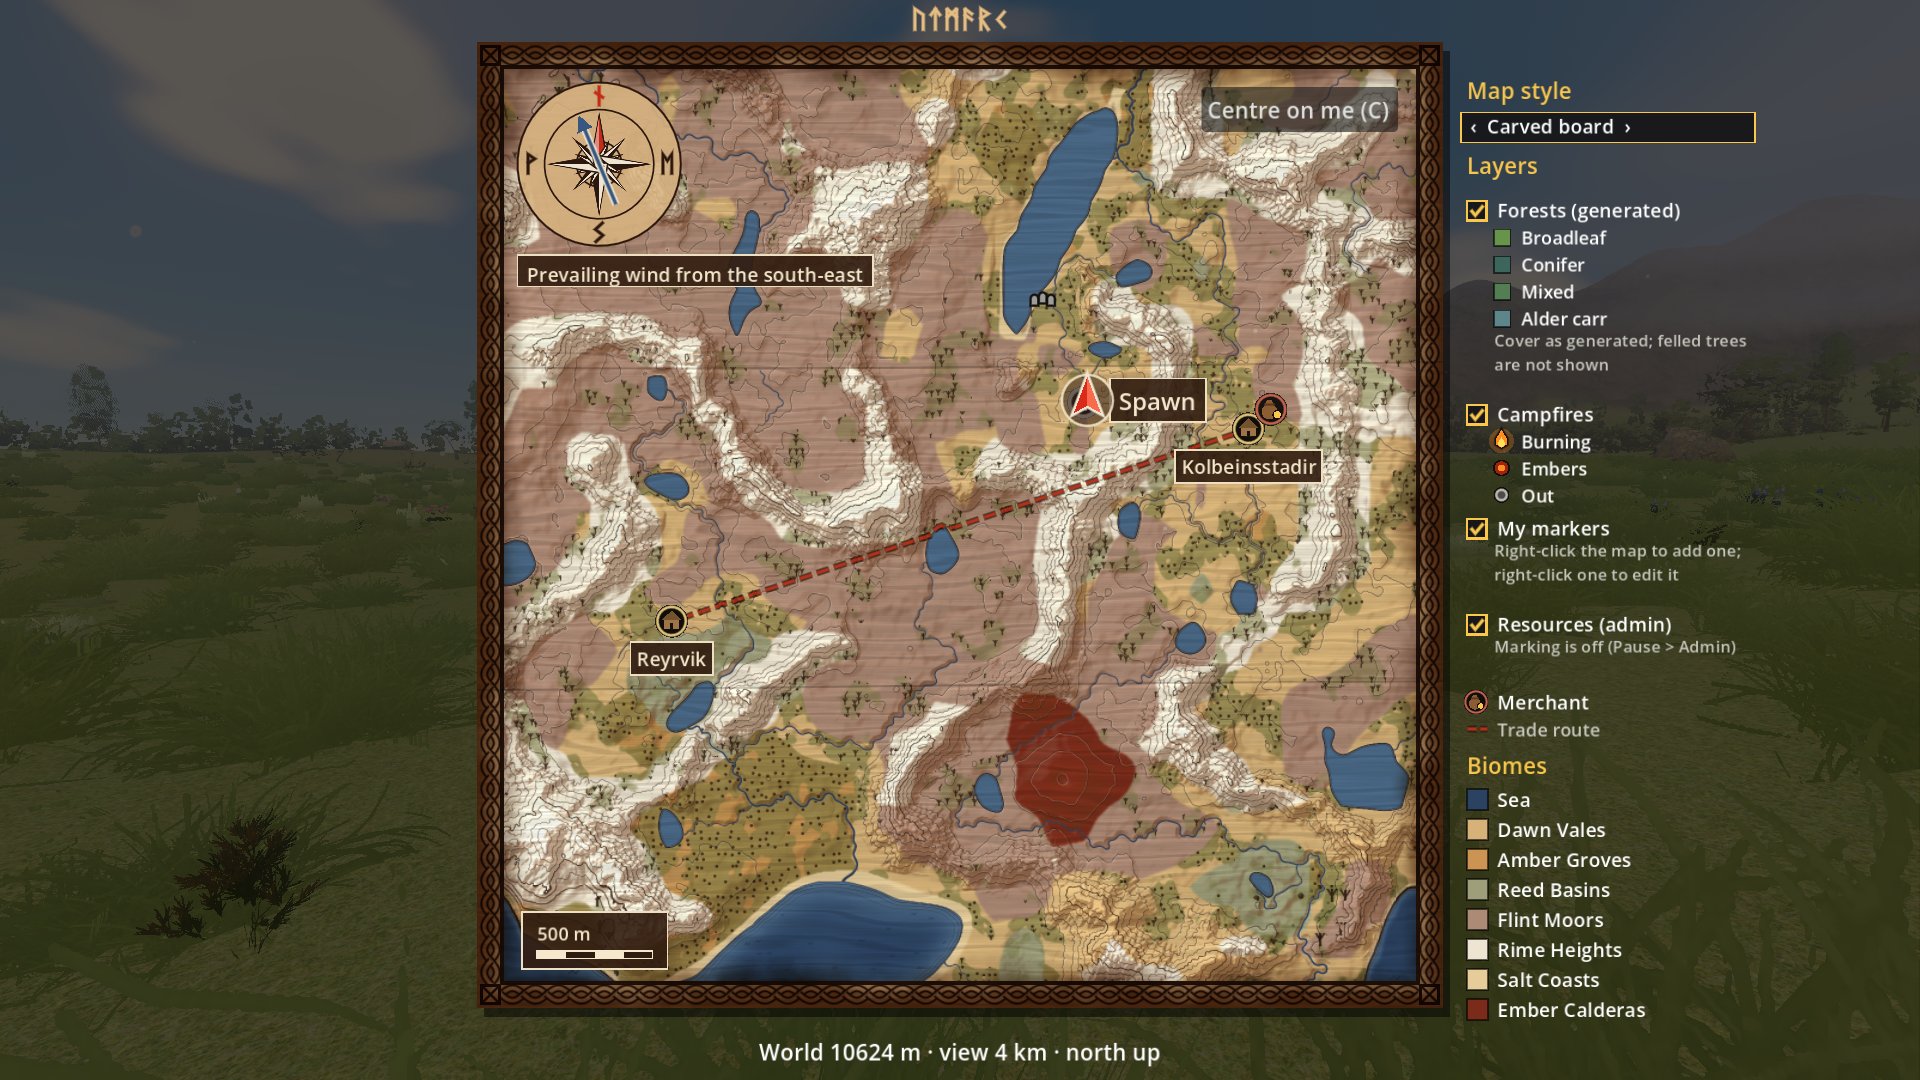 ᚢᛏᛗᚨᚱᚲ
ᚾ
ᚹ
ᛖ
ᛊ
Centre on me (C)
Prevailing wind from the south-east
Spawn
Kolbeinsstadir
Reyrvik
500 m
World 10624 m · view 4 km · north up
Map style
‹ Carved board ›
Layers
Forests (generated)
Broadleaf
Conifer
Mixed
Alder carr
Cover as generated; felled trees
are not shown
Campfires
Burning
Embers
Out
My markers
Right-click the map to add one;
right-click one to edit it
Resources (admin)
Marking is off (Pause > Admin)
Merchant
Trade route
Biomes
Sea
Dawn Vales
Amber Groves
Reed Basins
Flint Moors
Rime Heights
Salt Coasts
Ember Calderas